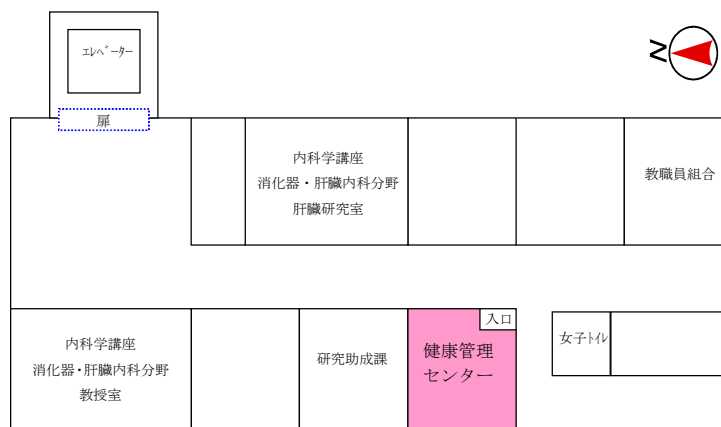 エレベーター
N
扉
内科学講座
消化器・肝臓内科分野
肝臓研究室
教職員組合
入口
内科学講座
消化器・肝臓内科分野
教授室
研究助成課
健康管理
センター
女子トイレ